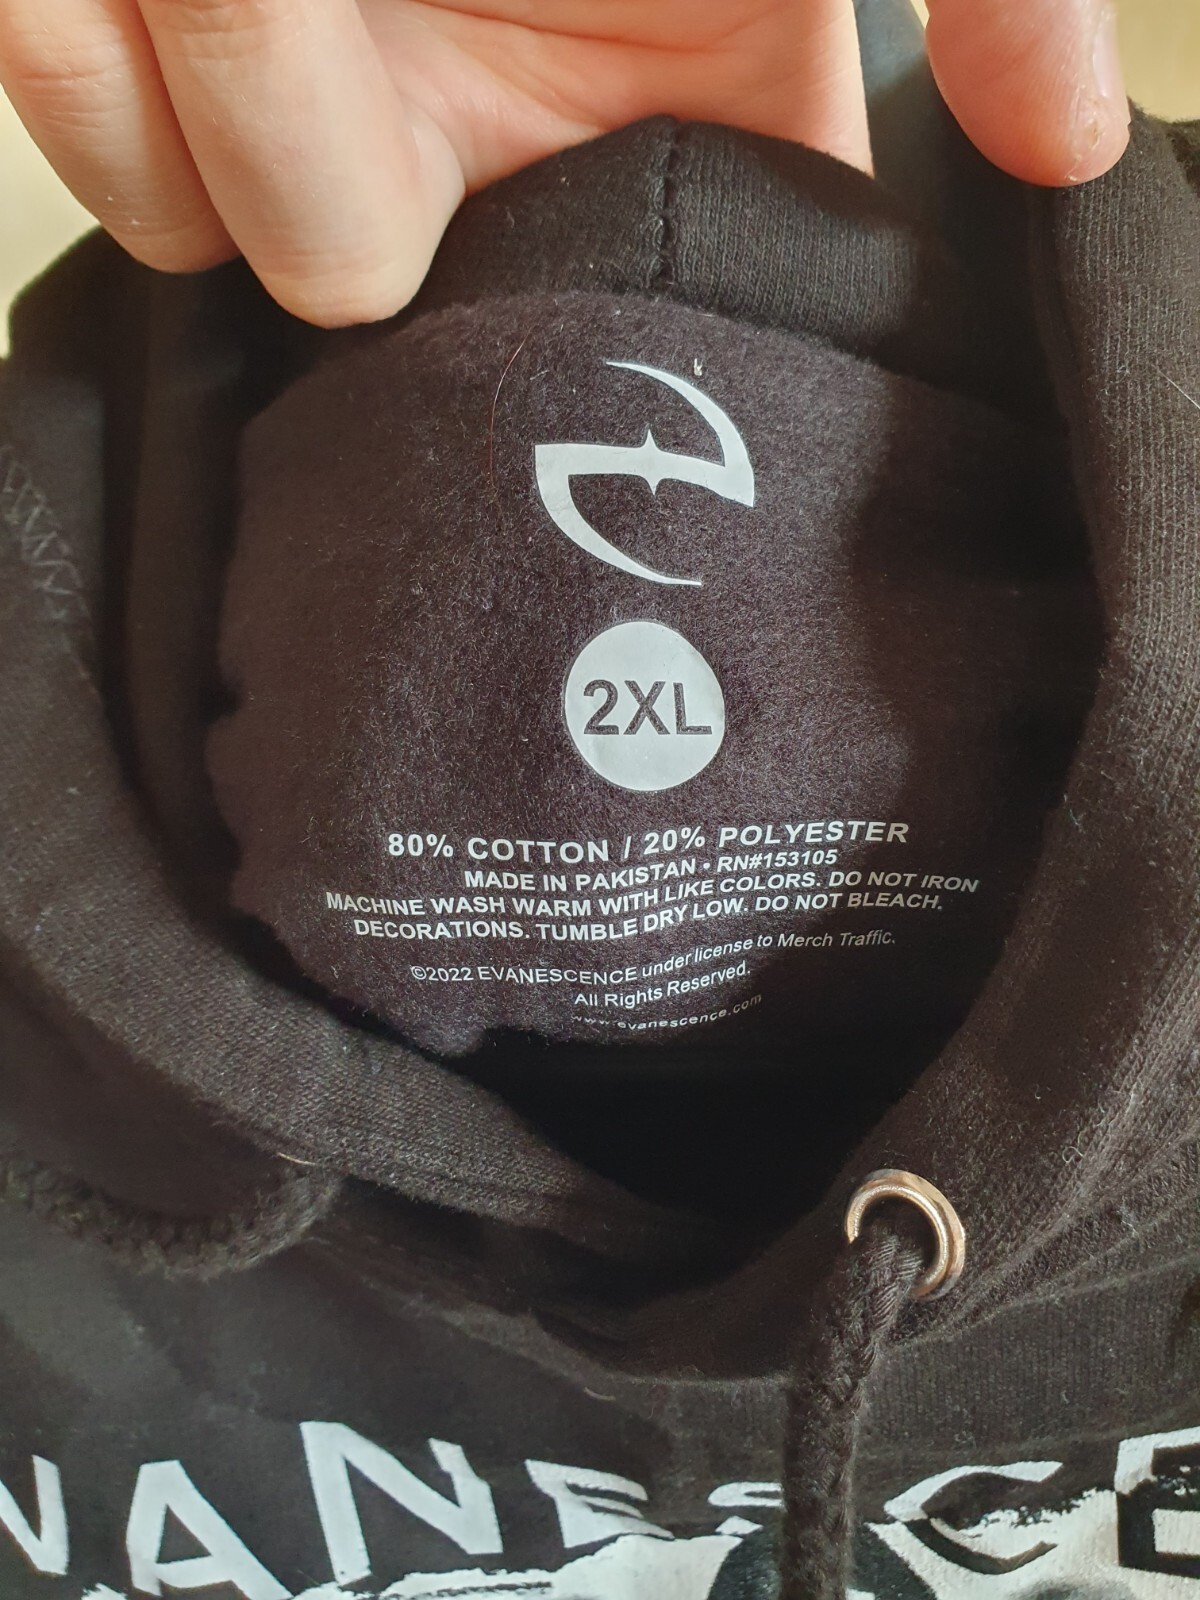 2XL
80% COTTON / 20% POLYESTER
MADE IN PAKISTAN • RN#153105
MACHINE WASH WARM WITH LIKE COLORS. DO NOT IRON
DECORATIONS. TUMBLE DRY LOW. DO NOT BLEACH.
©2022 EVANESCENCE under license to Merch Traffic.
All Rights Reserved.
www.evanescence.com
VANESCE